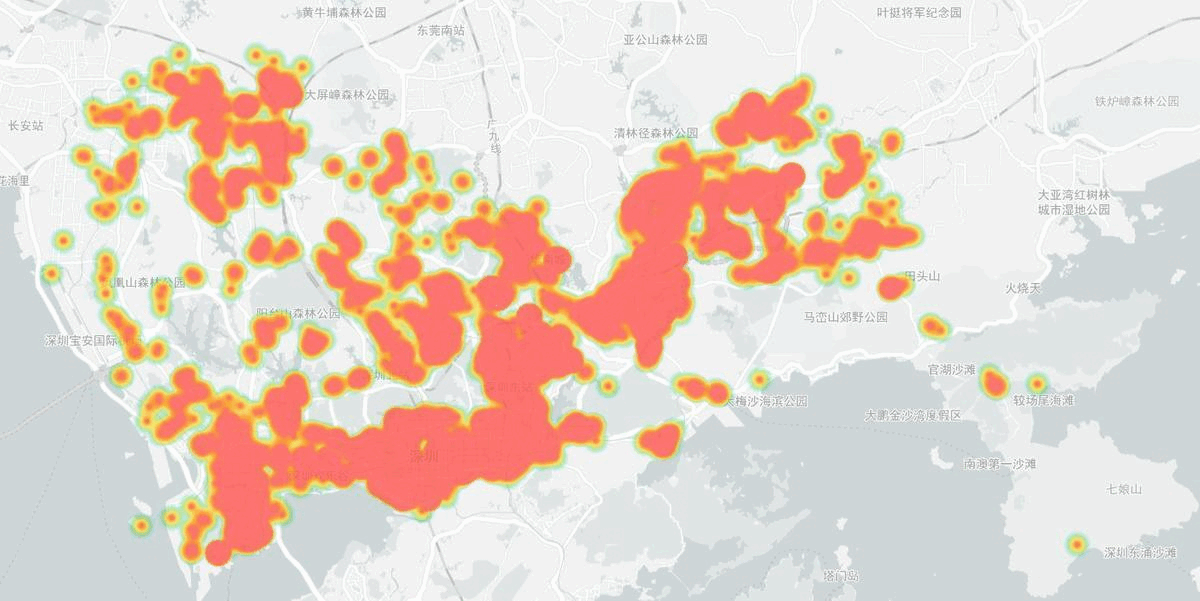 黄牛埔森林公园
叶挺将军纪念园
东莞南站
亚公山森林公园
大屏嶂森林公园
铁炉嶂森林公园
长安站
广九线
清林径森林公园
花海里
大亚湾红树林
城市湿地公园
凰山森林公园
田头山
火烧天
阳台山森林公园
马峦山郊野公园
深圳宝安国际机
官湖沙滩
深圳北站
深圳东站
大梅沙海滨公园
较场尾海滩
大鹏金沙湾度假区
深圳
南澳第一沙滩
深圳欢乐谷
七娘山
深圳东涌沙滩
塔门岛